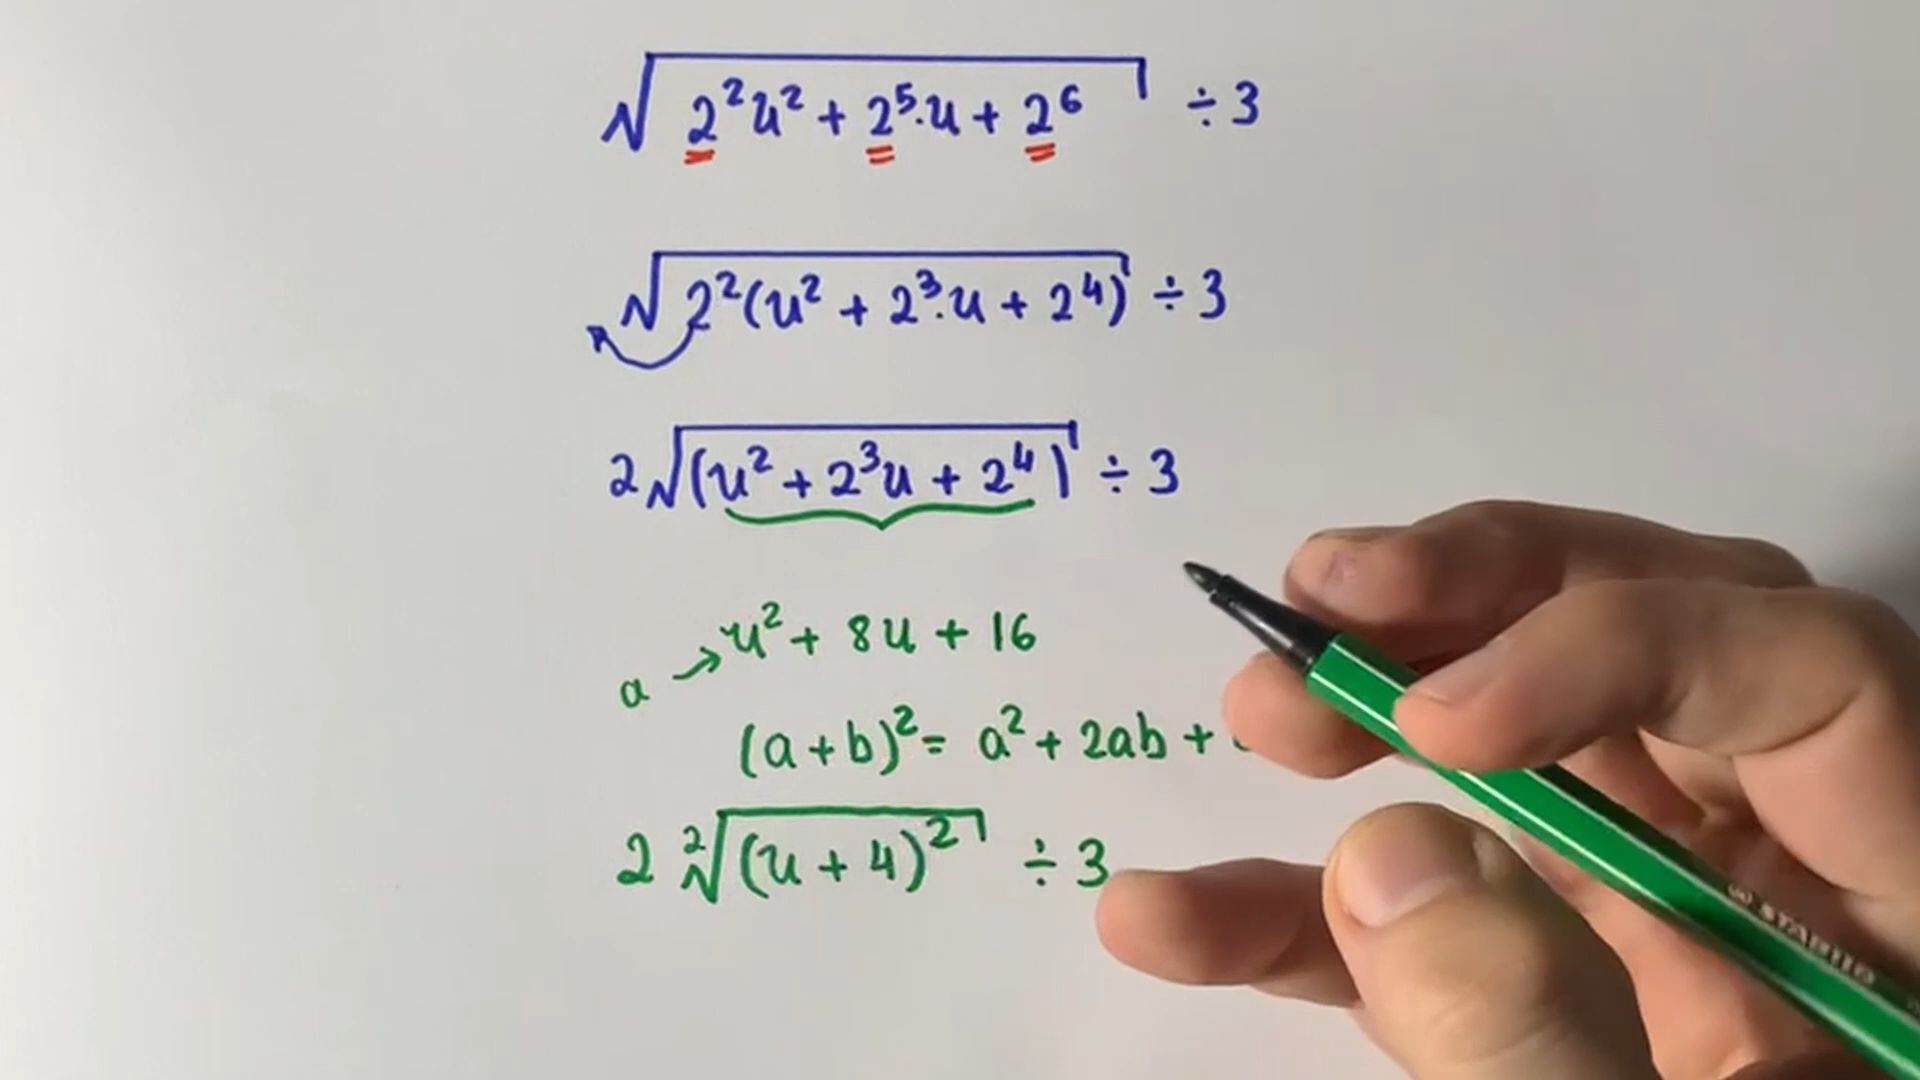 √(2²u² + 2⁵·u + 2⁶) ÷ 3
√(2²(u² + 2³·u + 2⁴)) ÷ 3
2√((u² + 2³u + 2⁴)) ÷ 3
u² + 8u + 16
a →
(a + b)² = a² + 2ab +
2 ²√((u + 4)²) ÷ 3
STABILO